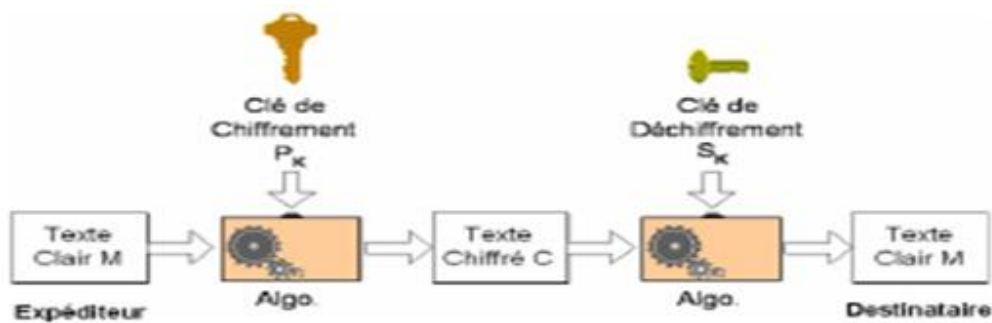 Clé de
Chiffrement
PK
Clé de
Déchiffrement
SK
Texte
Clair M
Texte
Chiffré C
Texte
Clair M
Expéditeur
Algo.
Algo.
Destinataire